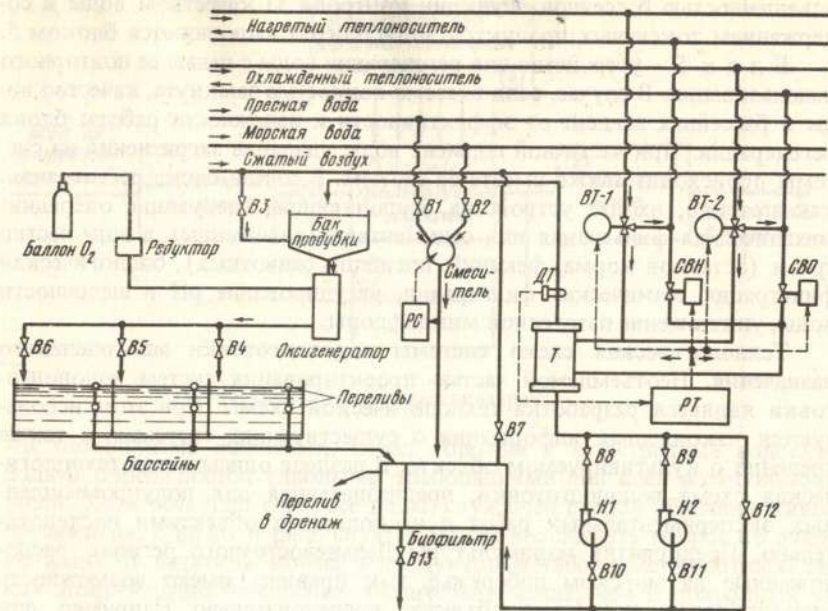 Нагретый теплоноситель
Охлажденный теплоноситель
Пресная вода
Морская вода
Сжатый воздух
В3
В1
В2
ВТ-1
ВТ-2
Баллон O₂
Редуктор
Бак
продувки
Смеси-
тель
РС
Оксигенератор
ДТ
СВН
СВО
Т
РТ
В6
В5
В4
Переливы
Бассейны
Перелив
в дренаж
Биофильтр
В13
В7
В8
В9
В12
Н1
Н2
В10
В11